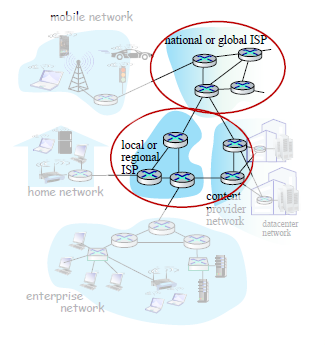 mobile network
national or global ISP
local or
regional
ISP
home network
content
provider
network
datacenter
network
enterprise
network